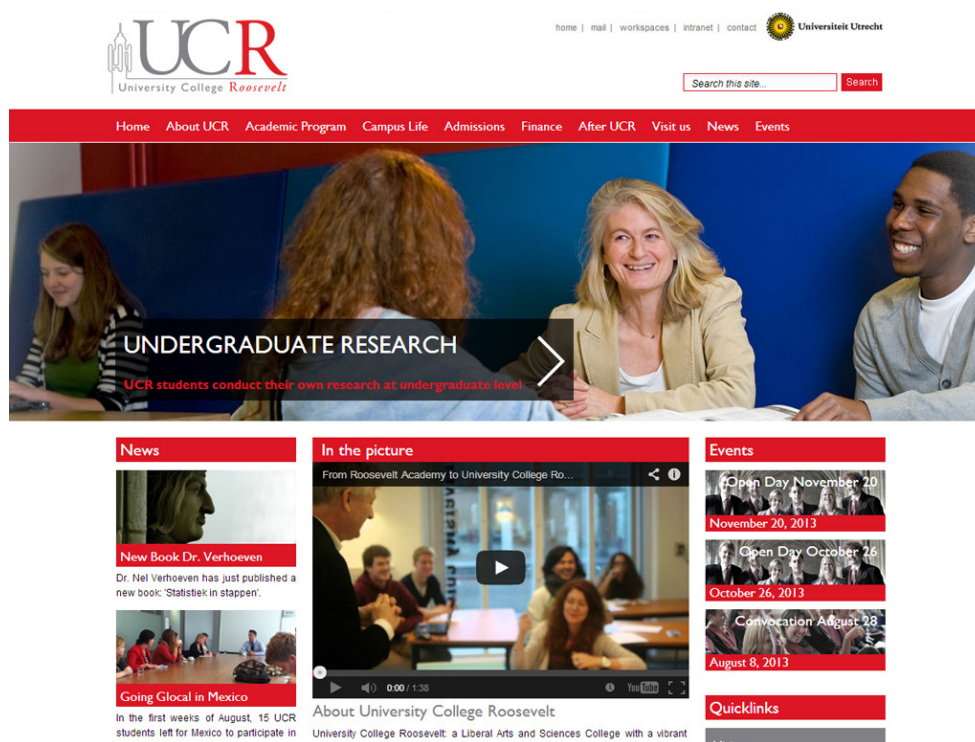 home | mail | workspaces | intranet | contact
Universiteit Utrecht
UCR
University College Roosevelt
Search this site...
Search
Home About UCR Academic Program Campus Life Admissions Finance After UCR Visit us News Events
UNDERGRADUATE RESEARCH
UCR students conduct their own research at undergraduate level
News
New Book Dr. Verhoeven
Dr. Nel Verhoeven has just published a
new book: 'Statistiek in stappen'.
Going Glocal in Mexico
In the first weeks of August, 15 UCR
students left for Mexico to participate in
In the picture
From Roosevelt Academy to University College Ro...
0:00 / 1:38
YouTube
About University College Roosevelt
University College Roosevelt: a Liberal Arts and Sciences College with a vibrant
Events
Open Day November 20
November 20, 2013
Open Day October 26
October 26, 2013
Convocation August 28
August 8, 2013
Quicklinks